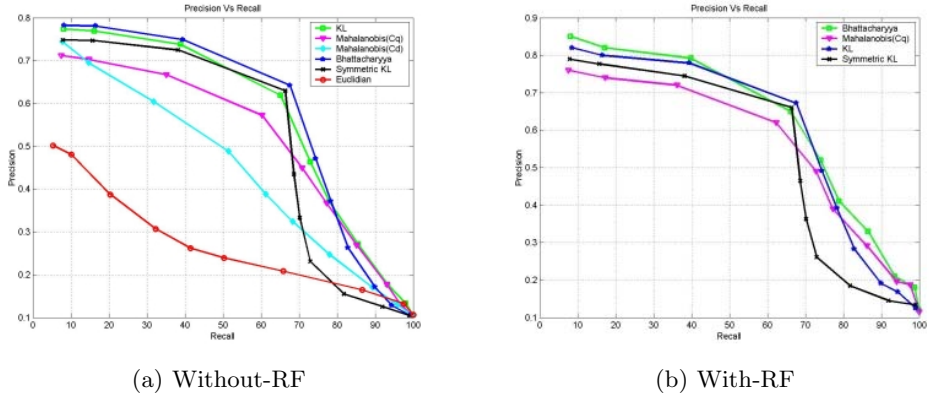 Precision Vs Recall
0.8
0.7
0.6
0.5
0.4
0.3
0.2
0.1
Precision
0 10 20 30 40 50 60 70 80 90 100
Recall
KL
Mahalanobis(Cq)
Mahalanobis(Cd)
Bhattacharyya
Symmetric KL
Euclidian
(a) Without-RF
Precision Vs Recall
0.9
0.8
0.7
0.6
0.5
0.4
0.3
0.2
0.1
Precision
0 10 20 30 40 50 60 70 80 90 100
Recall
Bhattacharyya
Mahalanobis(Cq)
KL
Symmetric KL
(b) With-RF